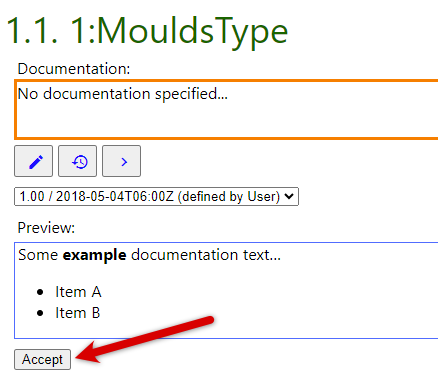 1.1. 1:MouldsType
Documentation:
No documentation specified...
1.00 / 2018-05-04T06:00Z (defined by User)
Preview:
Some example documentation text...
• Item A
• Item B
Accept